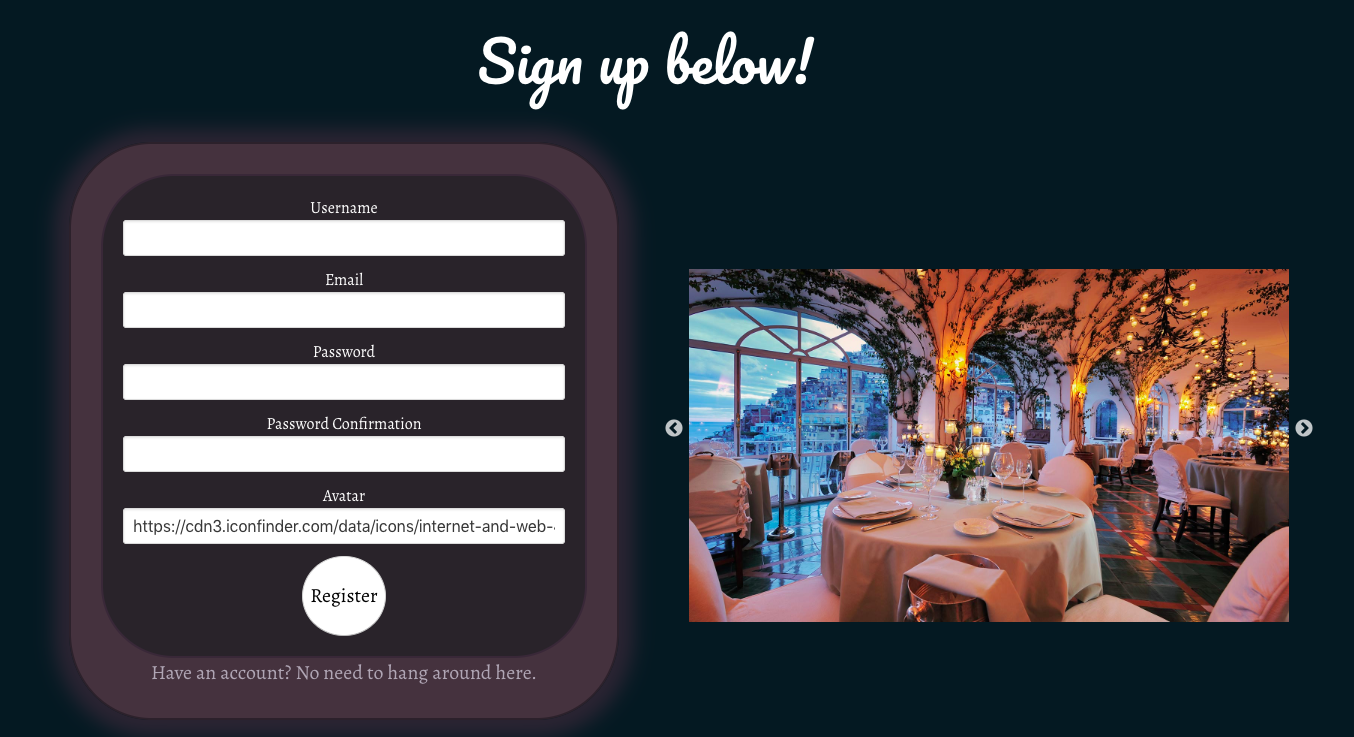 Sign up below!
Username
Email
Password
Password Confirmation
Avatar
https://cdn3.iconfinder.com/data/icons/internet-and-web-
Register
Have an account? No need to hang around here.